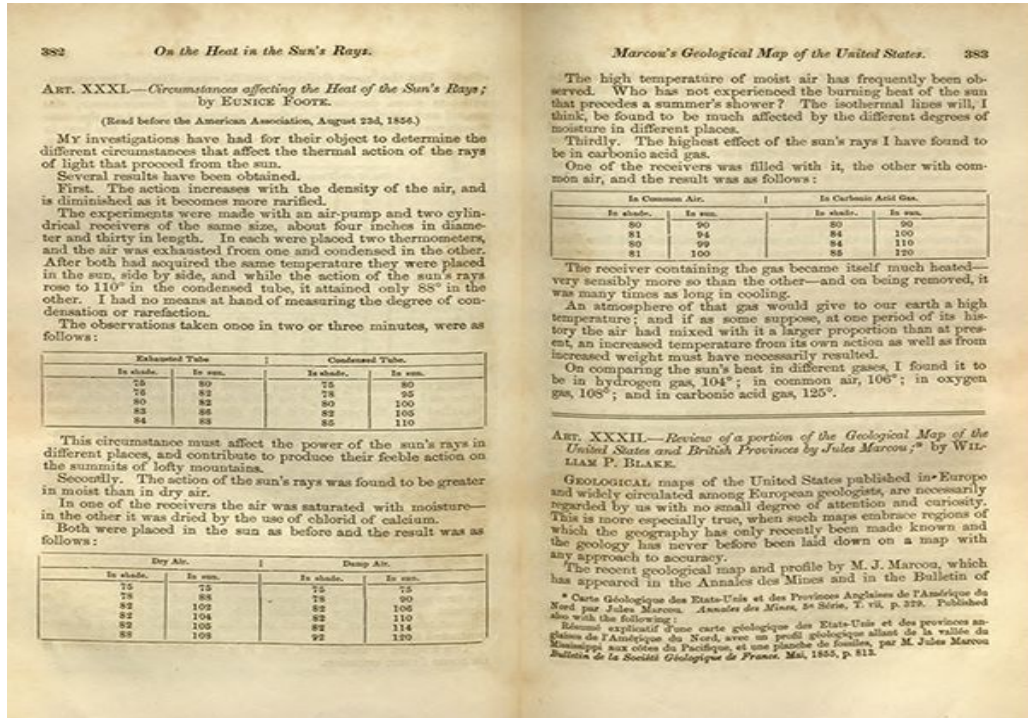 382 On the Heat in the Sun's Rays.
ART. XXXI.—Circumstances affecting the Heat of the Sun's Rays;
by EUNICE FOOTE.
(Read before the American Association, August 23d, 1856.)
MY investigations have had for their object to determine the
different circumstances that affect the thermal action of the rays
of light that proceed from the sun.
Several results have been obtained.
First. The action increases with the density of the air, and
is diminished as it becomes more rarified.
The experiments were made with an air-pump and two cylin-
drical receivers of the same size, about four inches in diame-
ter and thirty in length. In each were placed two thermometers,
and the air was exhausted from one and condensed in the other.
After both had acquired the same temperature they were placed
in the sun, side by side, and while the action of the sun's rays
rose to 110° in the condensed tube, it attained only 88° in the
other. I had no means at hand of measuring the degree of con-
densation or rarefaction.
The observations taken once in two or three minutes, were as
follows:
Exhausted Tube Condensed Tube.
In shade. In sun. In shade. In sun.
75 80 75 80
76 82 78 95
80 82 80 100
83 86 82 105
84 88 85 110
This circumstance must affect the power of the sun's rays in
different places, and contribute to produce their feeble action on
the summits of lofty mountains.
Secondly. The action of the sun's rays was found to be greater
in moist than in dry air.
In one of the receivers the air was saturated with moisture—
in the other it was dried by the use of chlorid of calcium.
Both were placed in the sun as before and the result was as
follows:
Dry Air. Damp Air.
In shade. In sun. In shade. In sun.
75 75 75 75
78 88 78 90
82 102 82 106
82 104 82 110
82 105 82 114
88 108 92 120
Marcou's Geological Map of the United States. 383
The high temperature of moist air has frequently been ob-
served. Who has not experienced the burning heat of the sun
that precedes a summer's shower? The isothermal lines will, I
think, be found to be much affected by the different degrees of
moisture in different places.
Thirdly. The highest effect of the sun's rays I have found to
be in carbonic acid gas.
One of the receivers was filled with it, the other with com-
mon air, and the result was as follows:
In Common Air. In Carbonic Acid Gas.
In shade. In sun. In shade. In sun.
80 90 80 90
81 94 84 100
80 99 84 110
81 100 85 120
The receiver containing the gas became itself much heated—
very sensibly more so than the other—and on being removed, it
was many times as long in cooling.
An atmosphere of that gas would give to our earth a high
temperature; and if as some suppose, at one period of its his-
tory the air had mixed with it a larger proportion than at pres-
ent, an increased temperature from its own action as well as from
increased weight must have necessarily resulted.
On comparing the sun's heat in different gases, I found it to
be in hydrogen gas, 104°; in common air, 106°; in oxygen
gas, 108°; and in carbonic acid gas, 125°.
ART. XXXII.—Review of a portion of the Geological Map of the
United States and British Provinces by Jules Marcou;* by WIL-
LIAM P. BLAKE.
GEOLOGICAL maps of the United States published in Europe
and widely circulated among European geologists, are necessarily
regarded by us with no small degree of attention and curiosity.
This is more especially true, when such maps embrace regions of
which the geography has only recently been made known and
the geology has never before been laid down on a map with
any approach to accuracy.
The recent geological map and profile by M. J. Marcou, which
has appeared in the Annales des Mines and in the Bulletin of
* Carte Géologique des Etats-Unis et des Provinces Anglaises de l'Amérique du
Nord par Jules Marcou. Annales des Mines, 5e Série, T. vii, p. 329. Published
also with the following:
Résumé explicatif d'une carte géologique des Etats-Unis et des provinces an-
glaises de l'Amérique du Nord, avec un profil géologique allant de la vallée du
Mississippi aux côtes du Pacifique, et une planche de fossiles, par M. Jules Marcou
Bulletin de la Société Géologique de France. Mai, 1855, p. 813.